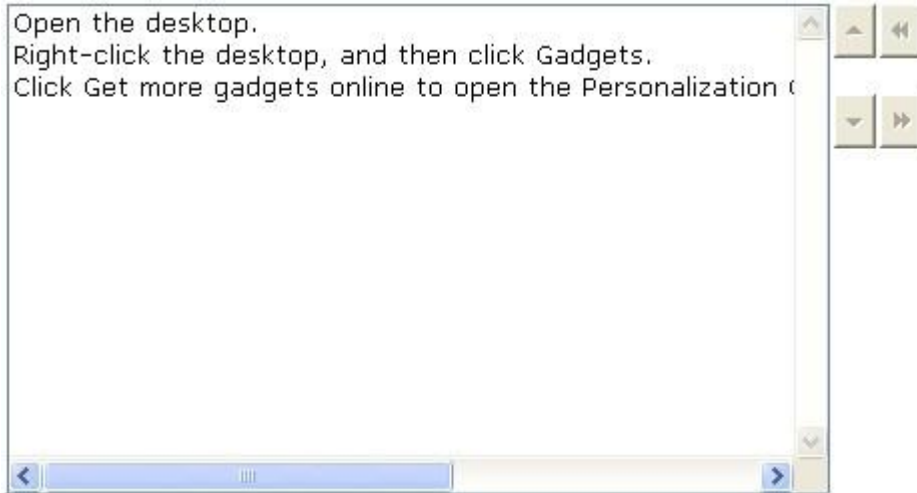 Open the desktop.
Right-click the desktop, and then click Gadgets.
Click Get more gadgets online to open the Personalization